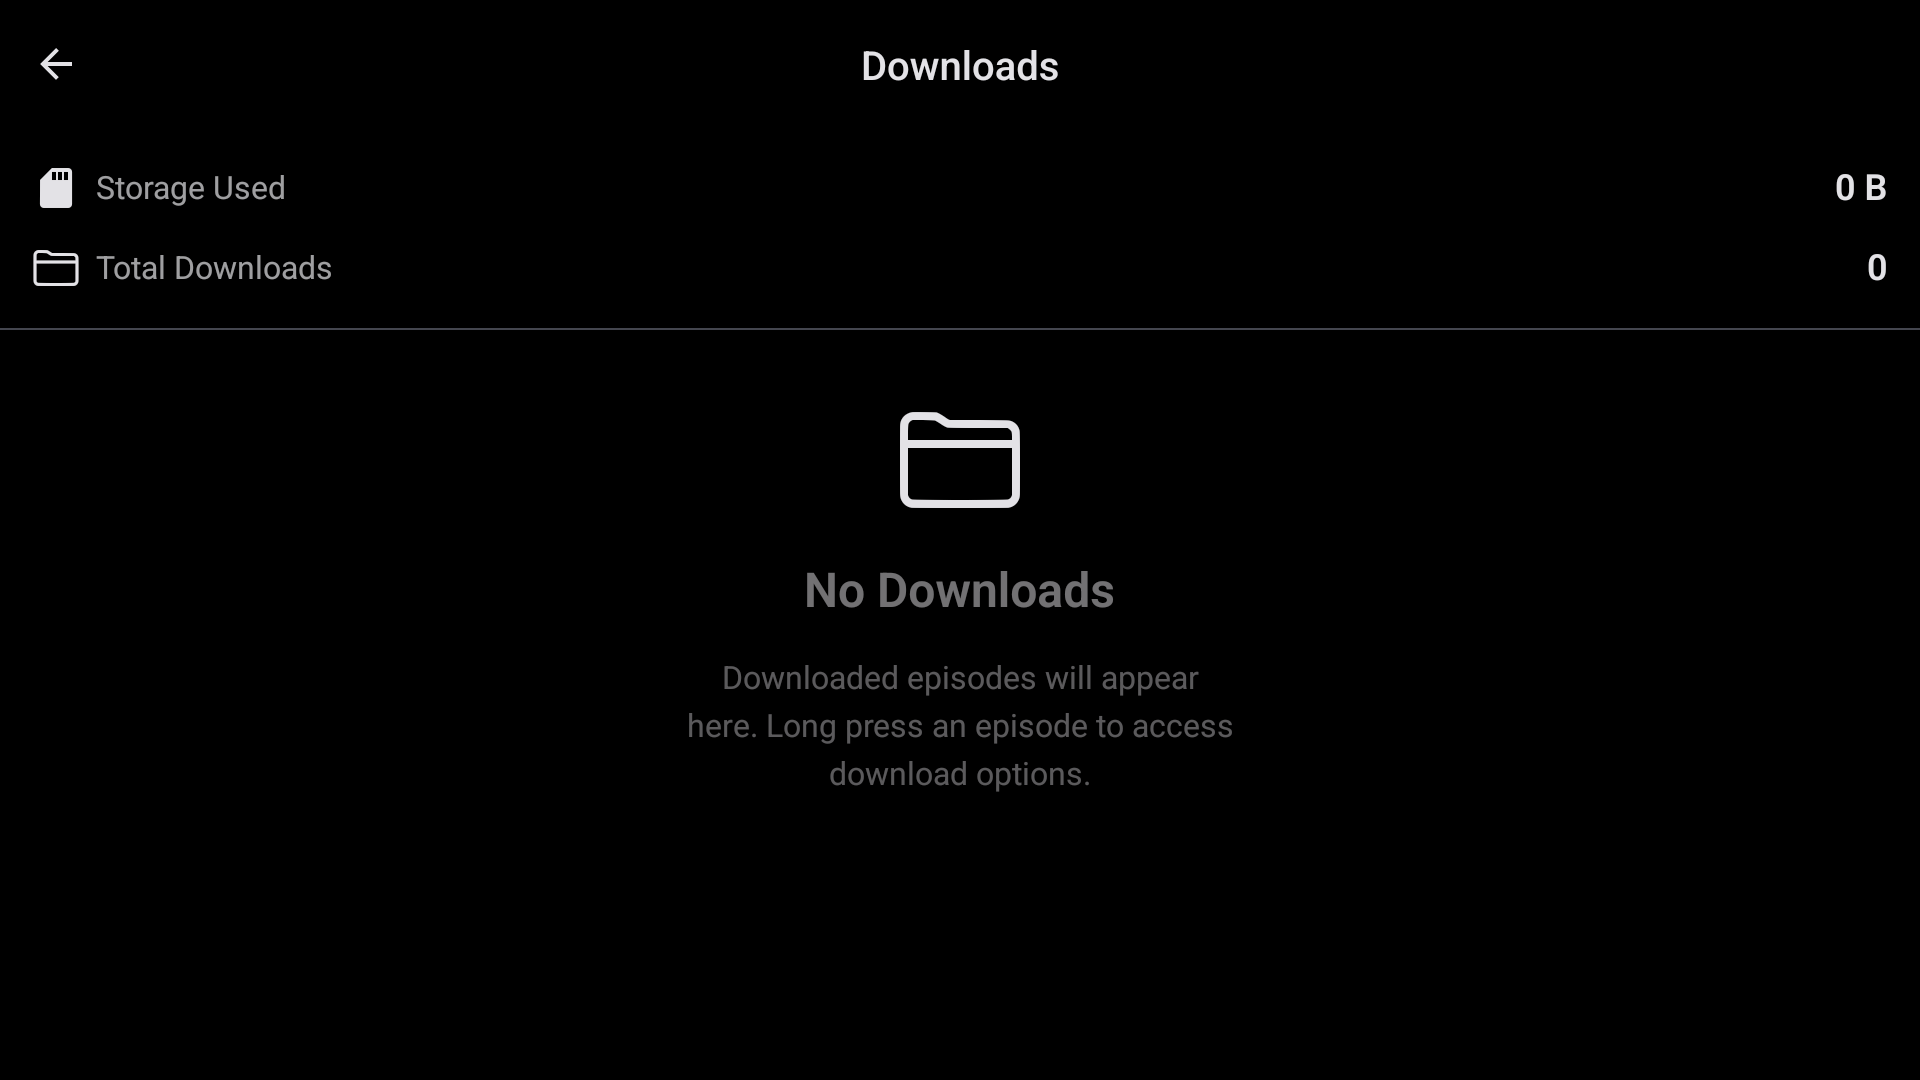 Downloads
Storage Used 0 B
Total Downloads 0
No Downloads
Downloaded episodes will appear
here. Long press an episode to access
download options.